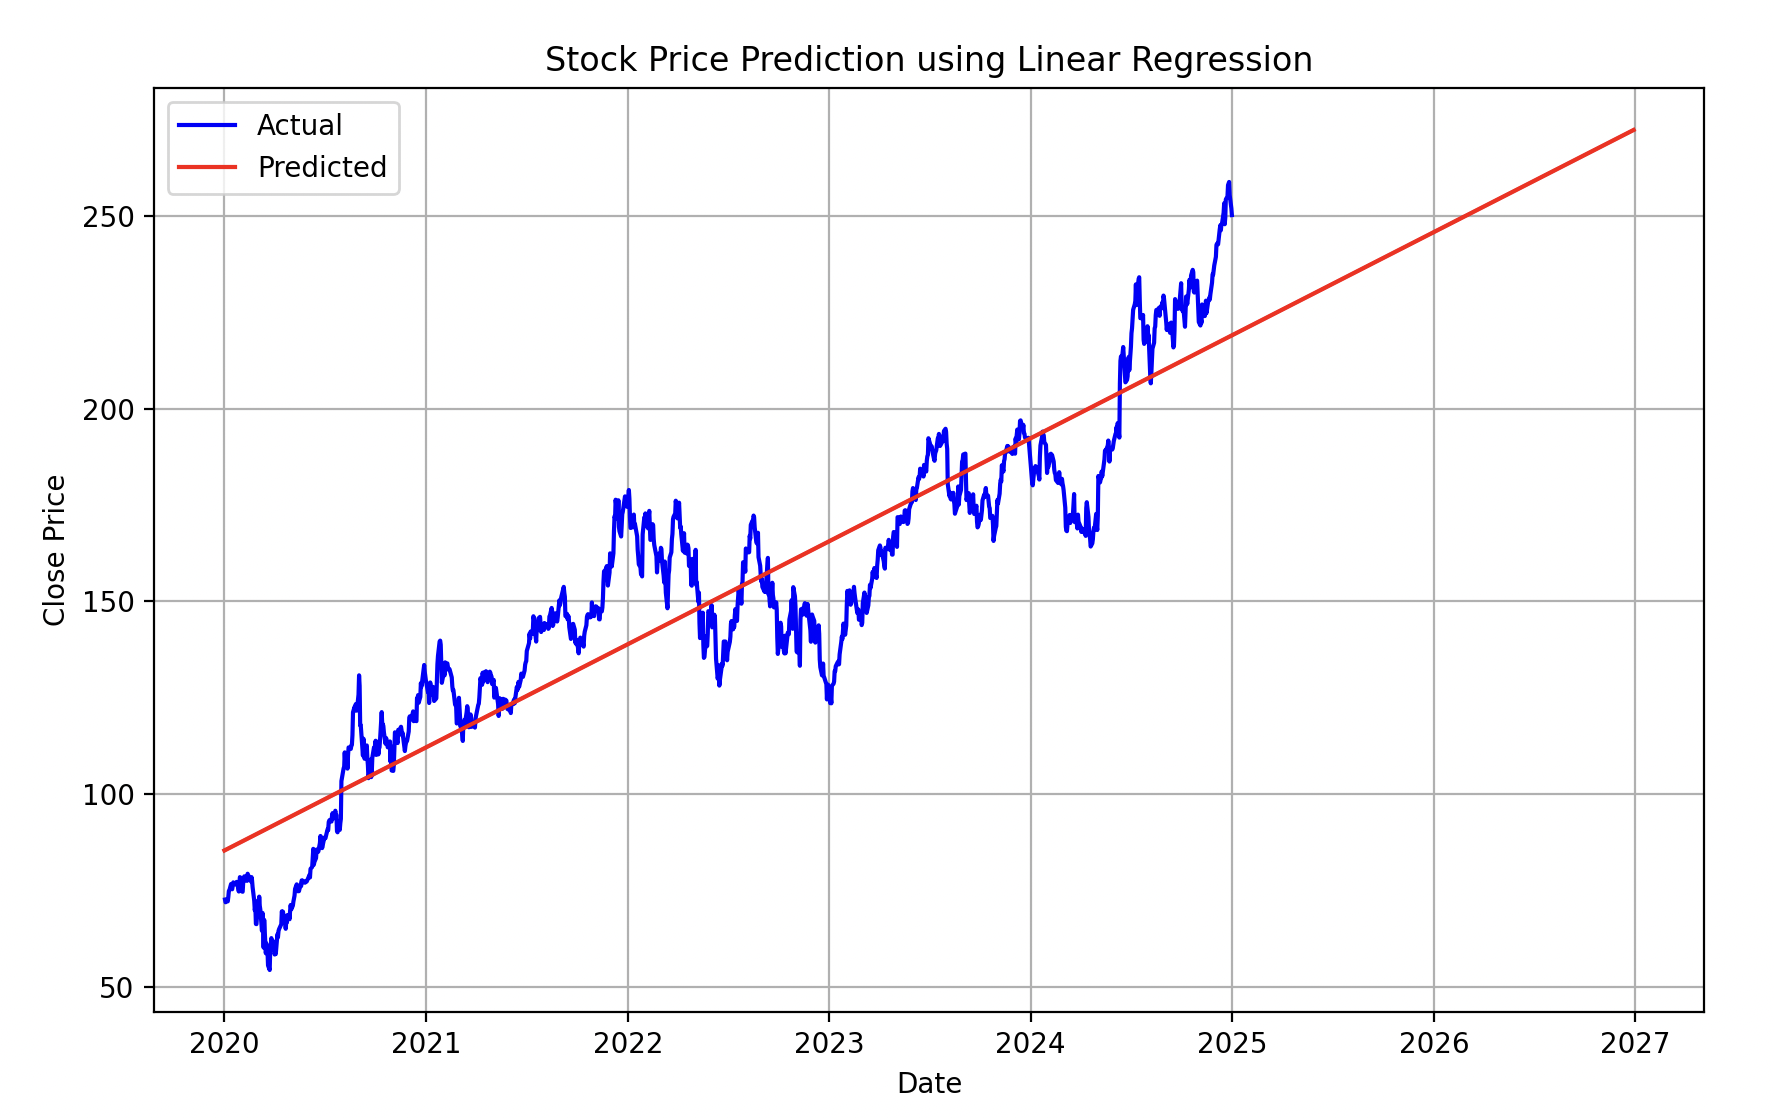 Stock Price Prediction using Linear Regression
Actual
Predicted
Close Price
250
200
150
100
50
2020 2021 2022 2023 2024 2025 2026 2027
Date